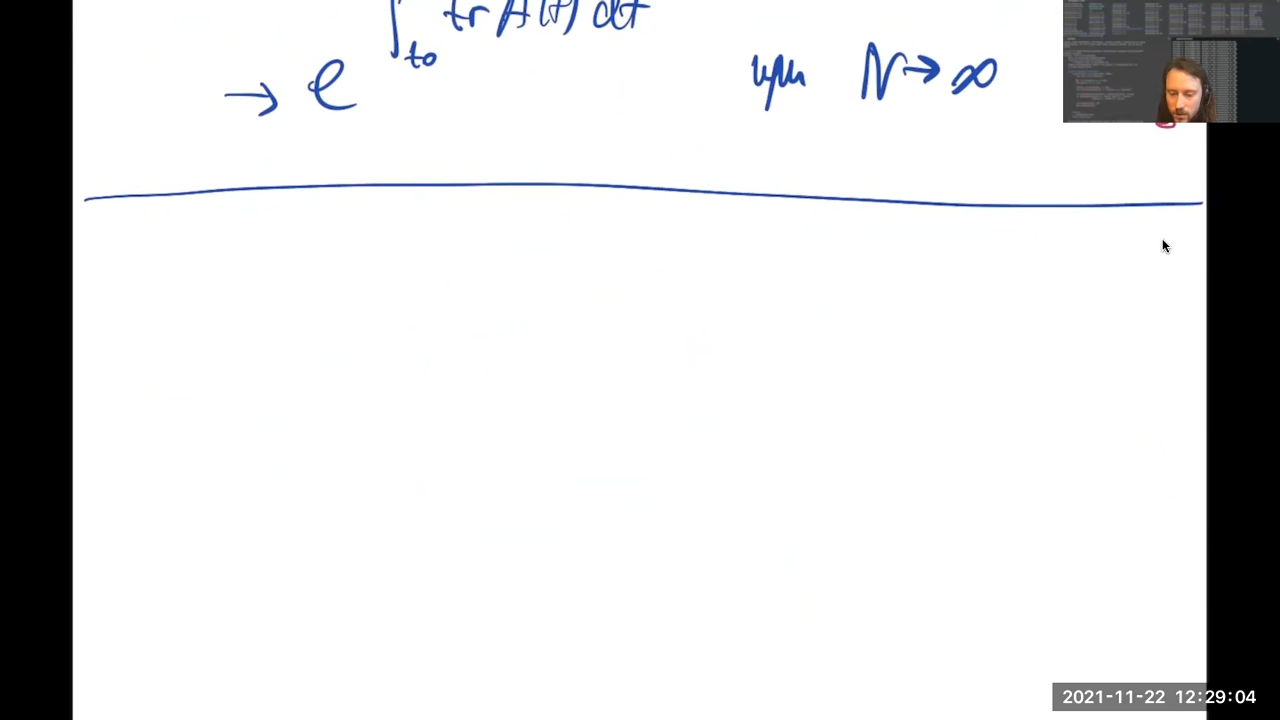 ∫_{t₀} tr A(t) dt
→ e при N → ∞
2021-11-22 12:29:04